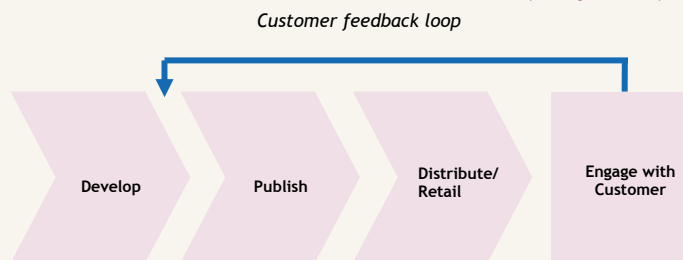 Customer feedback loop
Develop
Publish
Distribute/
Retail
Engage with
Customer